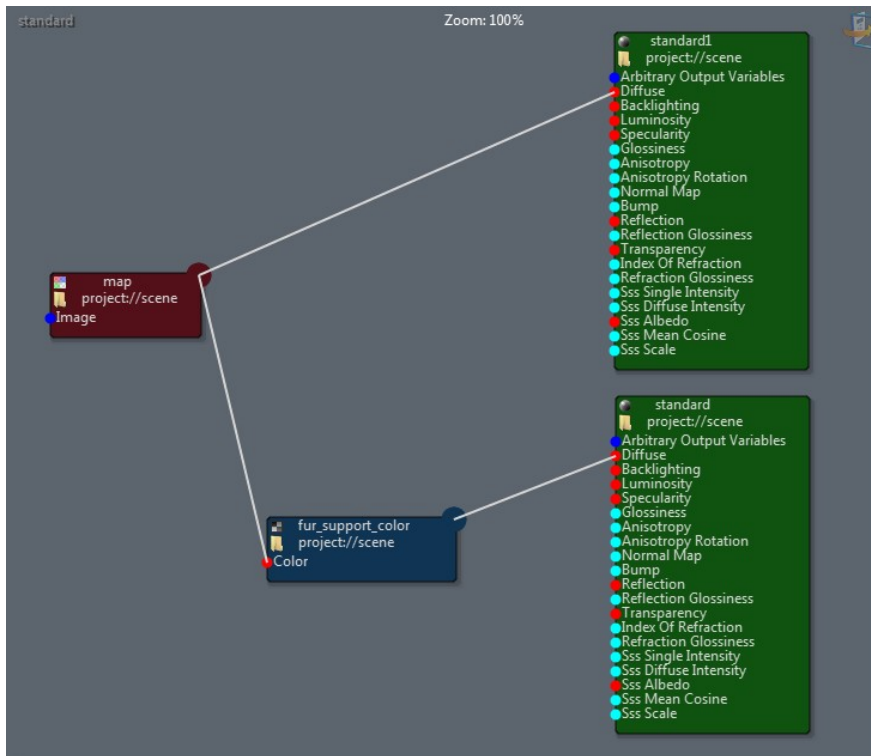 standard
Zoom: 100%
standard1
project://scene
Arbitrary Output Variables
Diffuse
Backlighting
Luminosity
Specularity
Glossiness
Anisotropy
Anisotropy Rotation
Normal Map
Bump
Reflection
Reflection Glossiness
Transparency
Index Of Refraction
Refraction Glossiness
Sss Single Intensity
Sss Diffuse Intensity
Sss Albedo
Sss Mean Cosine
Sss Scale
map
project://scene
Image
fur_support_color
project://scene
Color
standard
project://scene
Arbitrary Output Variables
Diffuse
Backlighting
Luminosity
Specularity
Glossiness
Anisotropy
Anisotropy Rotation
Normal Map
Bump
Reflection
Reflection Glossiness
Transparency
Index Of Refraction
Refraction Glossiness
Sss Single Intensity
Sss Diffuse Intensity
Sss Albedo
Sss Mean Cosine
Sss Scale